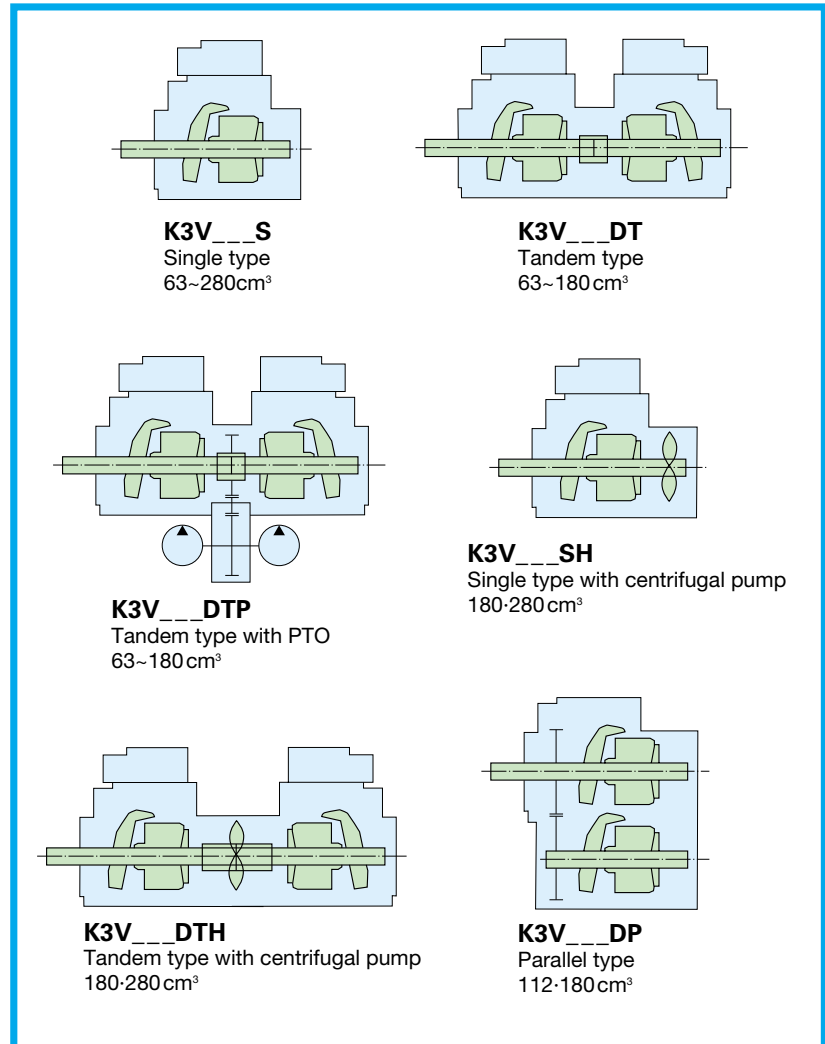 K3V___S
Single type
63~280cm³
K3V___DT
Tandem type
63~180cm³
K3V___DTP
Tandem type with PTO
63~180cm³
K3V___SH
Single type with centrifugal pump
180·280cm³
K3V___DTH
Tandem type with centrifugal pump
180·280cm³
K3V___DP
Parallel type
112·180cm³